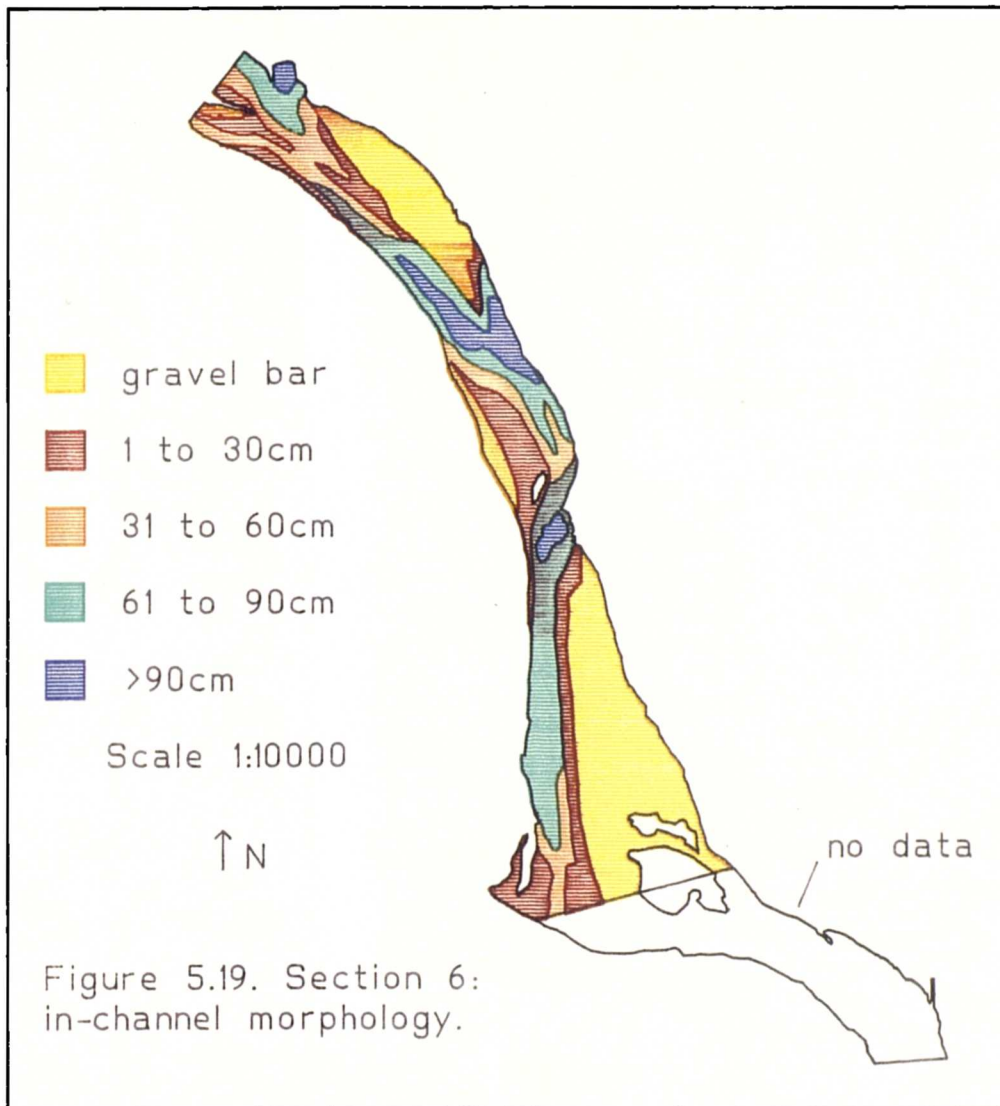 gravel bar
1 to 30cm
31 to 60cm
61 to 90cm
>90cm
Scale 1:10000
↑N
no data
Figure 5.19. Section 6:
in-channel morphology.